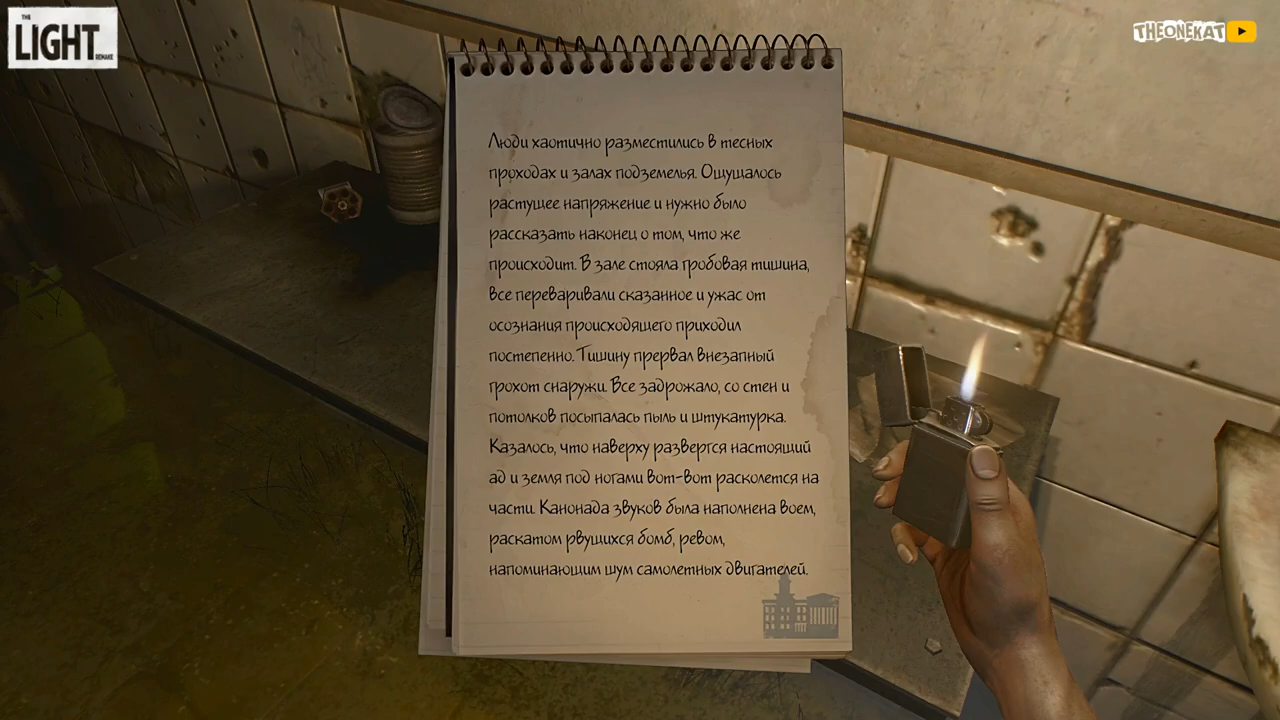 THE
LIGHT
REMAKE
THEONEKAT
Люди хаотично разместились в тесных
проходах и залах подземелья. Ощущалось
растущее напряжение и нужно было
рассказать наконец о том, что же
происходит. В зале стояла гробовая тишина,
все переваривали сказанное и ужас от
осознания происходящего приходил
постепенно. Тишину прервал внезапный
грохот снаружи. Все задрожало, со стен и
потолков посыпалась пыль и штукатурка.
Казалось, что наверху развергся настоящий
ад и земля под ногами вот-вот расколется на
части. Канонада звуков была наполнена воем,
раскатом рвущихся бомб, ревом,
напоминающим шум самолетных двигателей.